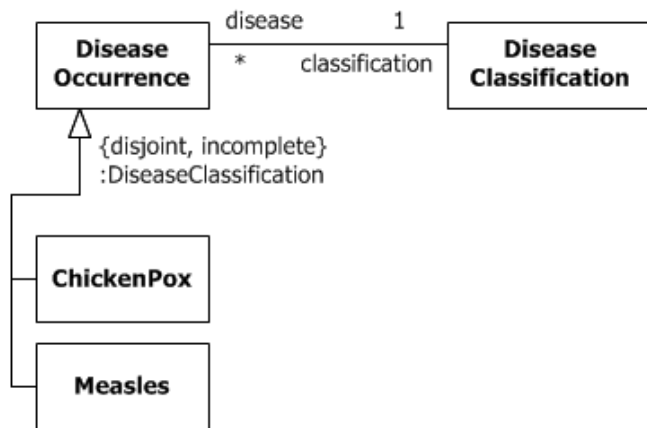 disease 1
Disease
Occurrence
* classification
Disease
Classification
{disjoint, incomplete}
:DiseaseClassification
ChickenPox
Measles